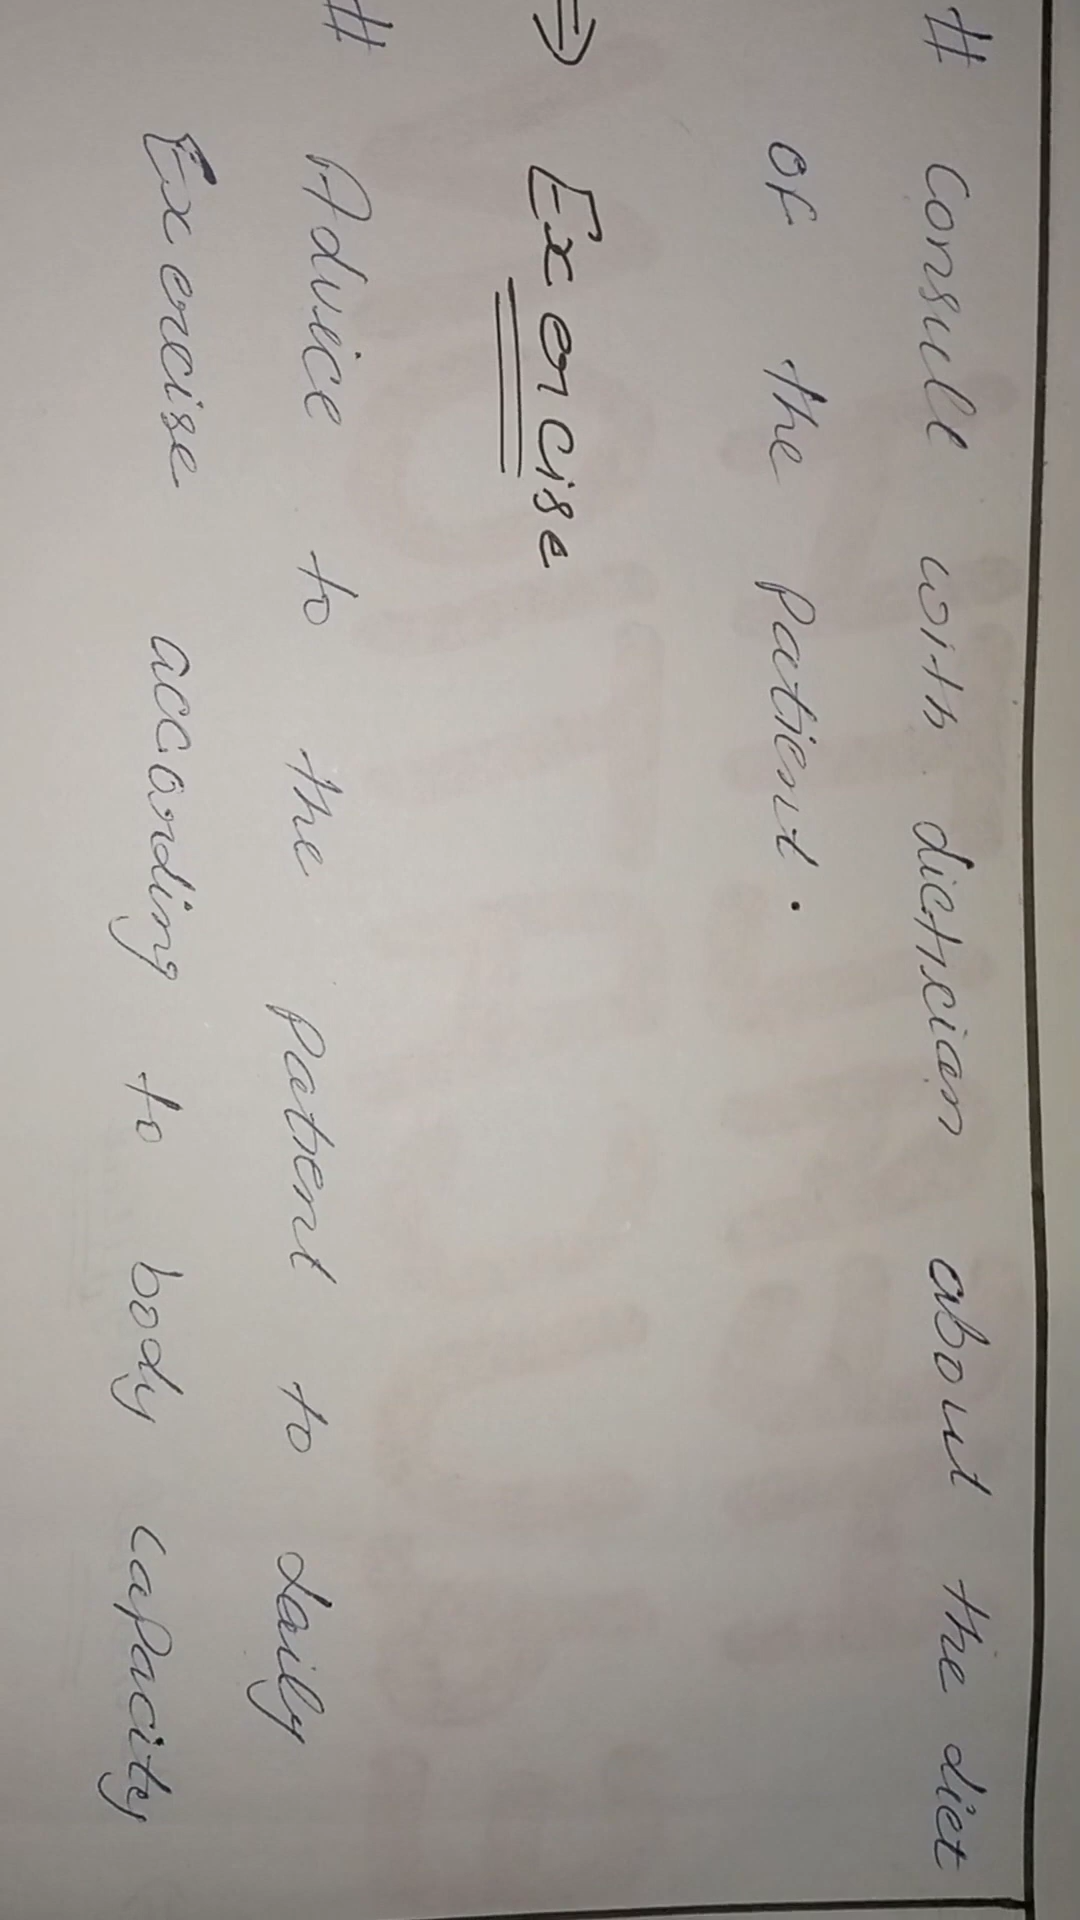 # Consult with dietician about the diet
of the patient.
⇒ Exercise
# Advice to the patient to daily
Exercise according to body capacity